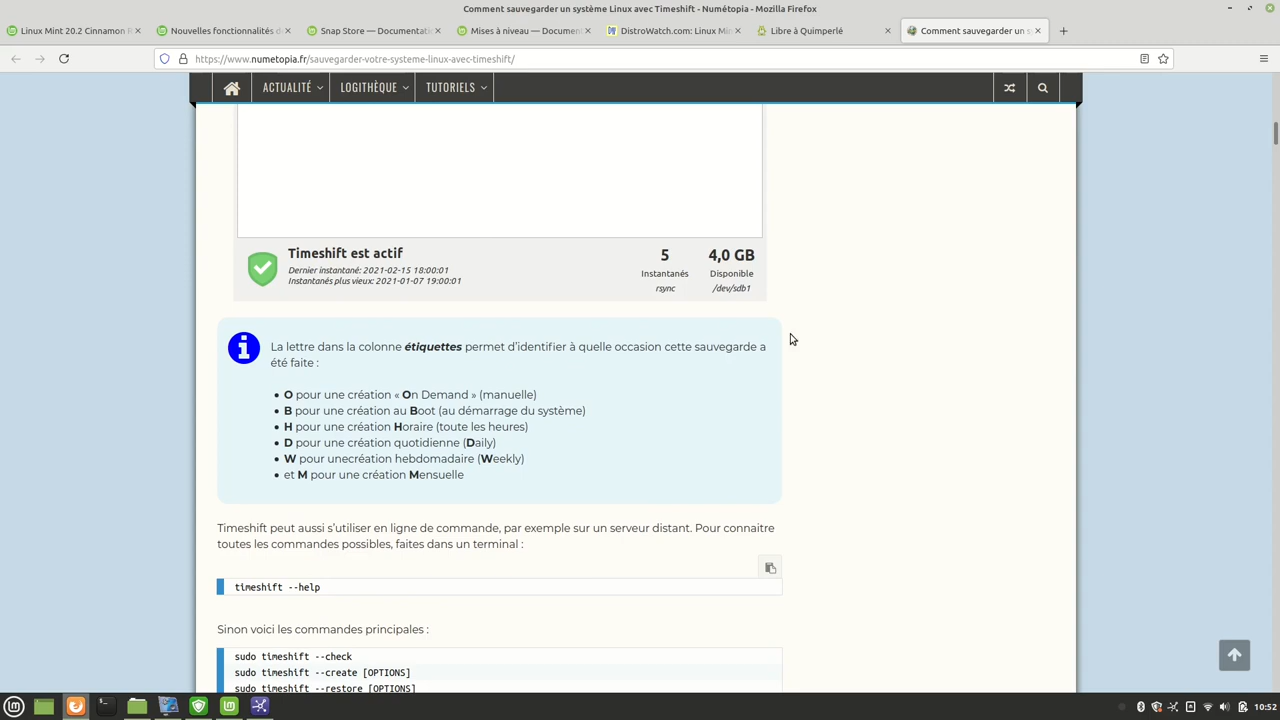 Comment sauvegarder un système Linux avec Timeshift - Numétopia - Mozilla Firefox
Linux Mint 20.2 Cinnamon
Nouvelles fonctionnalités
Snap Store — Documentati
Mises à niveau — Documen
DistroWatch.com: Linux Mi
Libre à Quimperlé
Comment sauvegarder un s
https://www.numetopia.fr/sauvegarder-votre-systeme-linux-avec-timeshift/
ACTUALITÉ
LOGITHÈQUE
TUTORIELS
Timeshift est actif
Dernier instantané: 2021-02-15 18:00:01
Instantanés plus vieux: 2021-01-07 19:00:01
5
Instantanés
rsync
4,0 GB
Disponible
/dev/sdb1
La lettre dans la colonne étiquettes permet d'identifier à quelle occasion cette sauvegarde a
été faite :
• O pour une création « On Demand » (manuelle)
• B pour une création au Boot (au démarrage du système)
• H pour une création Horaire (toute les heures)
• D pour une création quotidienne (Daily)
• W pour unecréation hebdomadaire (Weekly)
• et M pour une création Mensuelle
Timeshift peut aussi s'utiliser en ligne de commande, par exemple sur un serveur distant. Pour connaitre
toutes les commandes possibles, faites dans un terminal :
timeshift --help
Sinon voici les commandes principales :
sudo timeshift --check
sudo timeshift --create [OPTIONS]
sudo timeshift --restore [OPTIONS]
10:52